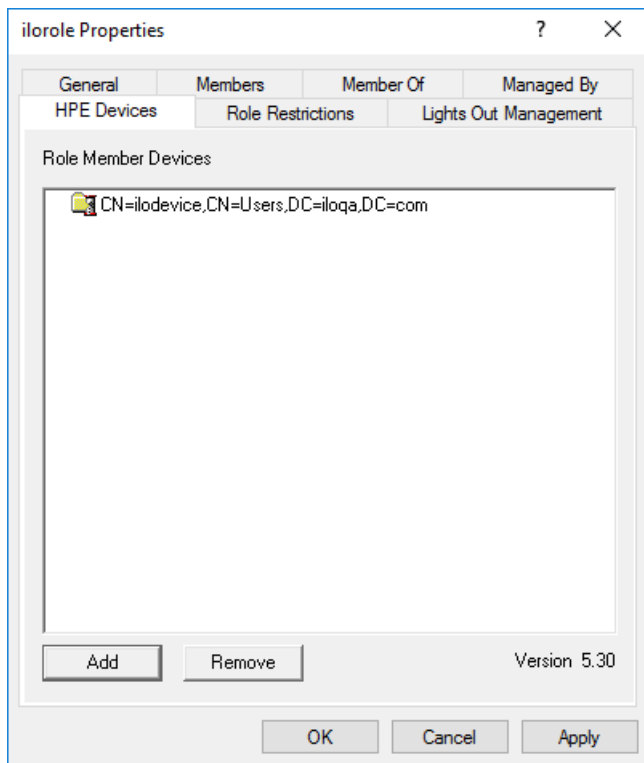 ilorole Properties
?
General
Members
Member Of
Managed By
HPE Devices
Role Restrictions
Lights Out Management
Role Member Devices
CN=ilodevice,CN=Users,DC=iloqa,DC=com
Add
Remove
Version 5.30
OK
Cancel
Apply